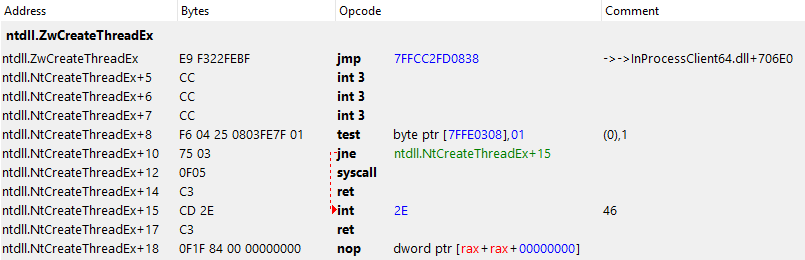 Address Bytes Opcode Comment
ntdll.ZwCreateThreadEx
ntdll.ZwCreateThreadEx E9 F322FEBF jmp 7FFCC2FD0838 ->->InProcessClient64.dll+706E0
ntdll.NtCreateThreadEx+5 CC int 3
ntdll.NtCreateThreadEx+6 CC int 3
ntdll.NtCreateThreadEx+7 CC int 3
ntdll.NtCreateThreadEx+8 F6 04 25 0803FE7F 01 test byte ptr [7FFE0308],01 (0),1
ntdll.NtCreateThreadEx+10 75 03 jne ntdll.NtCreateThreadEx+15
ntdll.NtCreateThreadEx+12 0F05 syscall
ntdll.NtCreateThreadEx+14 C3 ret
ntdll.NtCreateThreadEx+15 CD 2E int 2E 46
ntdll.NtCreateThreadEx+17 C3 ret
ntdll.NtCreateThreadEx+18 0F1F 84 00 00000000 nop dword ptr [rax+rax+00000000]